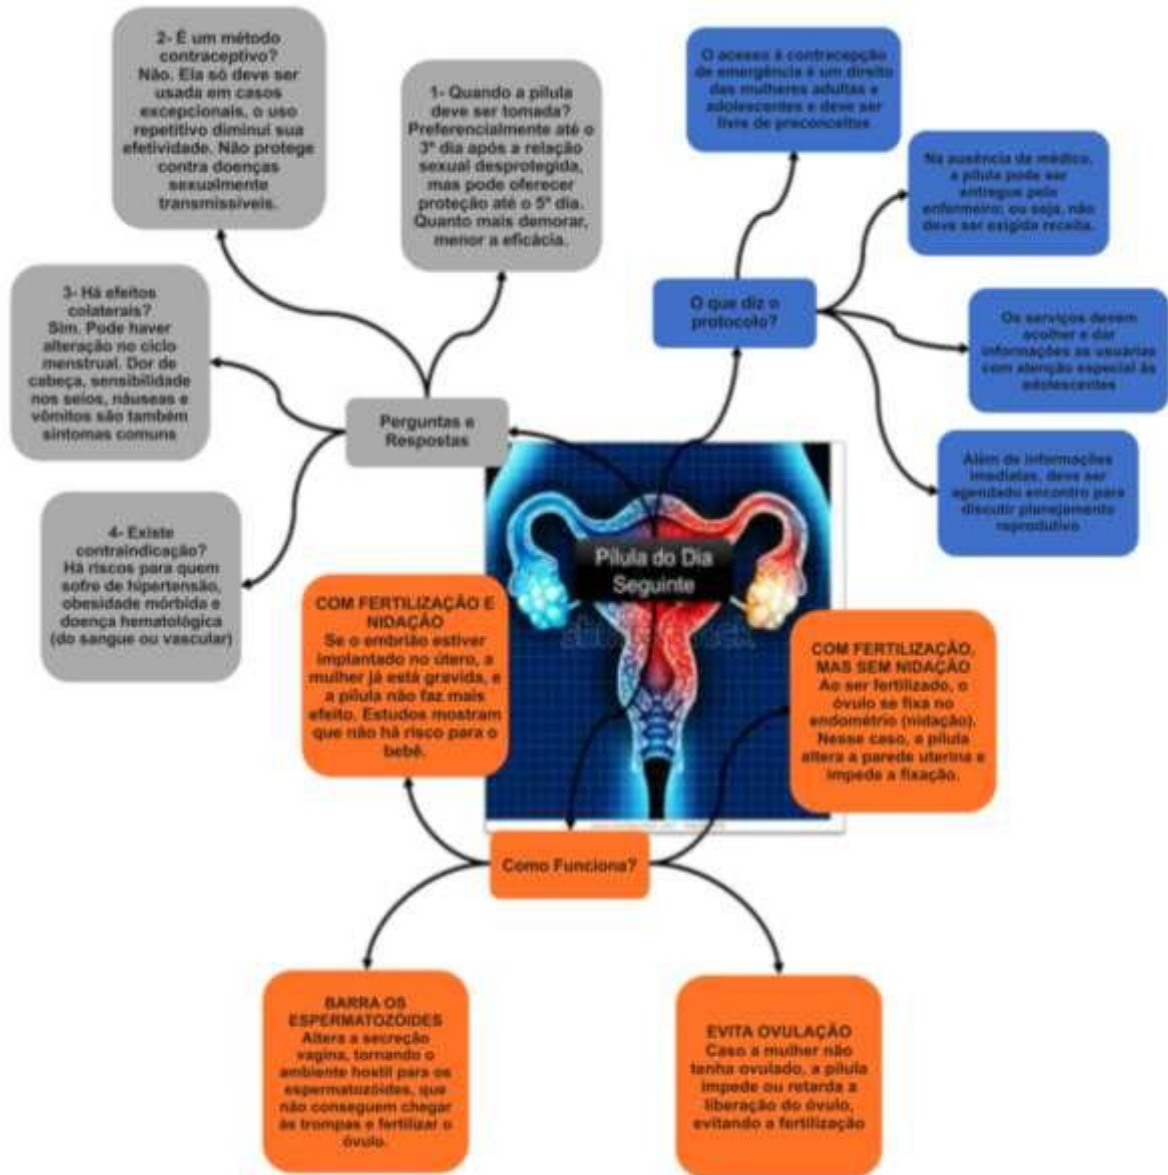 2- É um método
contraceptivo?
Não. Ela só deve ser
usada em casos
excepcionais, o uso
repetitivo diminui sua
efetividade. Não protege
contra doenças
sexualmente
transmissíveis.
1- Quando a pílula
deve ser tomada?
Preferencialmente até o
3º dia após a relação
sexual desprotegida,
mas pode oferecer
proteção até o 5º dia.
Quanto mais demorar,
menor a eficácia.
O acesso à contracepção
de emergência é um direito
das mulheres adultas e
adolescentes e deve ser
livre de preconceitos
Na ausência de médico,
a pílula pode ser
entregue pelo
enfermeiro; ou seja, não
deve ser exigida receita.
3- Há efeitos
colaterais?
Sim. Pode haver
alteração no ciclo
menstrual. Dor de
cabeça, sensibilidade
nos seios, náuseas e
vômitos são também
sintomas comuns
O que diz o
protocolo?
Os serviços devem
acolher e dar
informações as usuárias
com atenção especial às
adolescentes
Perguntas e
Respostas
Além de informações
imediatas, deve ser
agendado encontro para
discutir planejamento
reprodutivo
4- Existe
contraindicação?
Há riscos para quem
sofre de hipertensão,
obesidade mórbida e
doença hematológica
(do sangue ou vascular)
Pílula do Dia
Seguinte
COM FERTILIZAÇÃO E
NIDAÇÃO
Se o embrião estiver
implantado no útero, a
mulher já está gravida, e
a pílula não faz mais
efeito. Estudos mostram
que não há risco para o
bebê.
COM FERTILIZAÇÃO,
MAS SEM NIDAÇÃO
Ao ser fertilizado, o
óvulo se fixa no
endométrio (nidação).
Nesse caso, a pílula
altera a parede uterina e
impede a fixação.
Como Funciona?
BARRA OS
ESPERMATOZÓIDES
Altera a secreção
vagina, tornando o
ambiente hostil para os
espermatozóides, que
não conseguem chegar
às trompas e fertilizar o
óvulo.
EVITA OVULAÇÃO
Caso a mulher não
tenha ovulado, a pílula
impede ou retarda a
liberação do óvulo,
evitando a fertilização